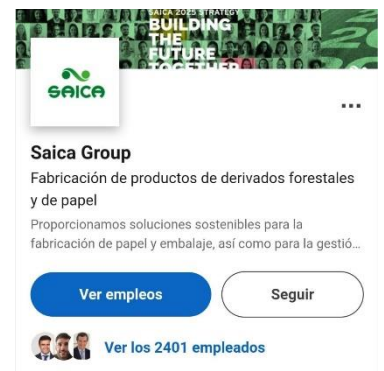 SAICA 2025 STRATEGY
BUILDING
THE
FUTURE
TOGETHER
SAICA
Saica Group
Fabricación de productos de derivados forestales
y de papel
Proporcionamos soluciones sostenibles para la
fabricación de papel y embalaje, así como para la gestió...
Ver empleos
Seguir
Ver los 2401 empleados